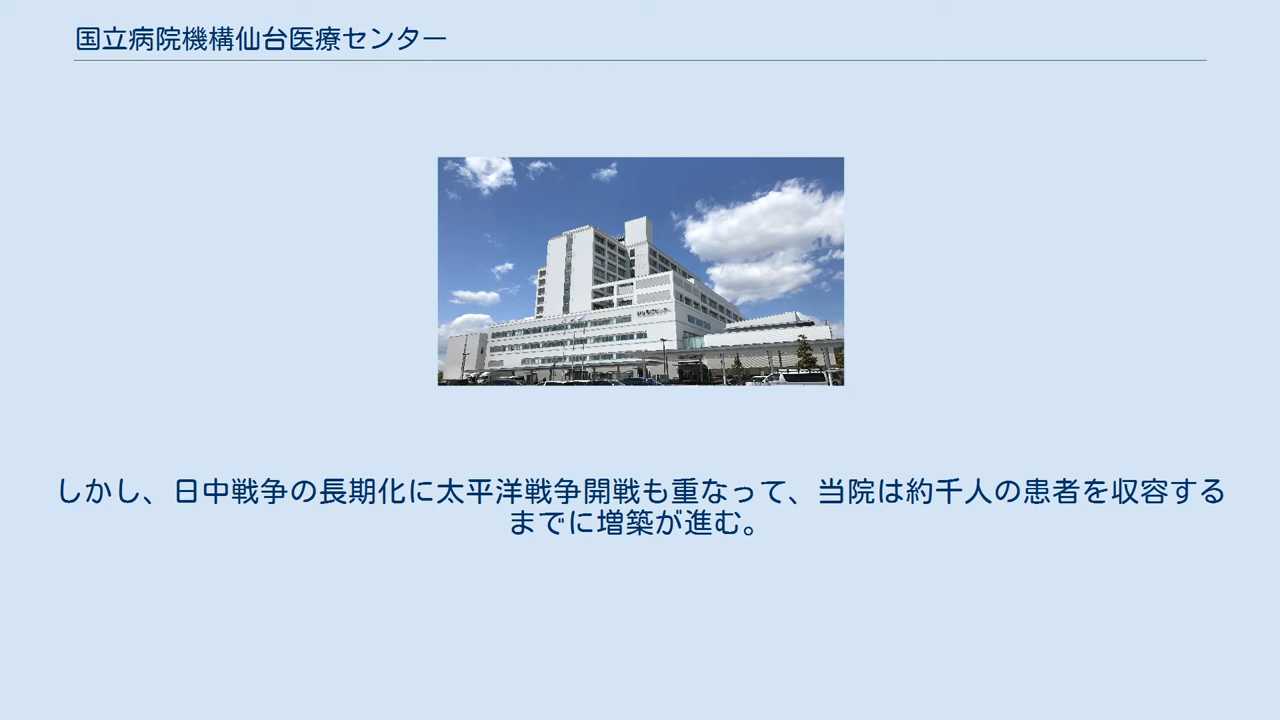 国立病院機構仙台医療センター
しかし、日中戦争の長期化に太平洋戦争開戦も重なって、当院は約千人の患者を収容する
までに増築が進む。